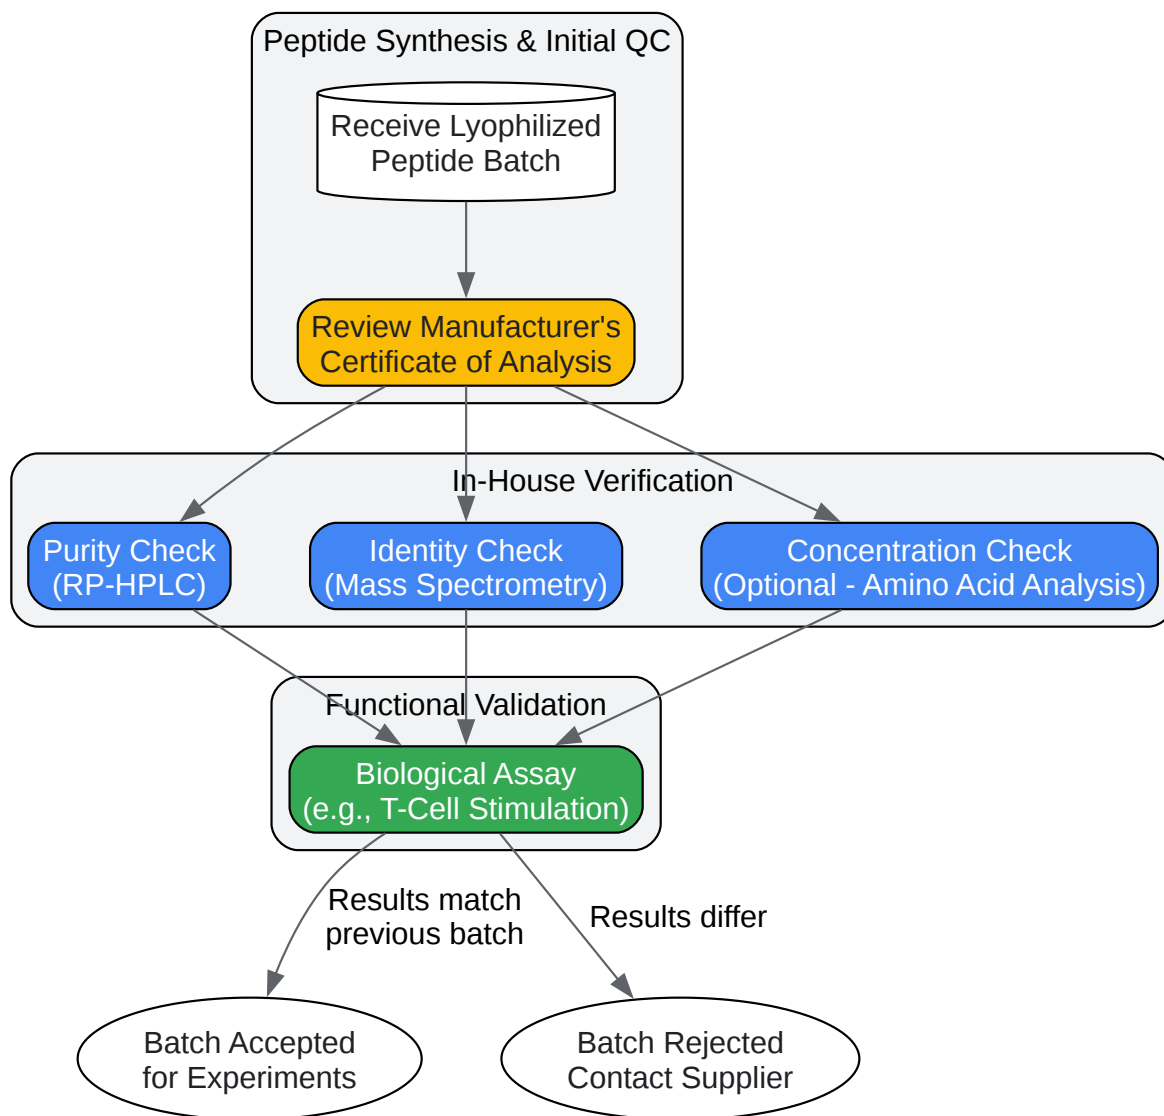 Peptide Synthesis & Initial QC
Receive Lyophilized
Peptide Batch
Review Manufacturer's
Certificate of Analysis
In-House Verification
Purity Check
(RP-HPLC)
Identity Check
(Mass Spectrometry)
Concentration Check
(Optional - Amino Acid Analysis)
Functional Validation
Biological Assay
(e.g., T-Cell Stimulation)
Results match
previous batch
Results differ
Batch Accepted
for Experiments
Batch Rejected
Contact Supplier